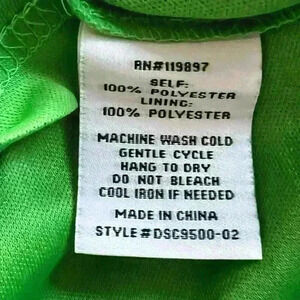 RN#119897
SELF:
100% POLYESTER
LINING:
100% POLYESTER
MACHINE WASH COLD
GENTLE CYCLE
HANG TO DRY
DO NOT BLEACH
COOL IRON IF NEEDED
MADE IN CHINA
STYLE #DSC9500-02